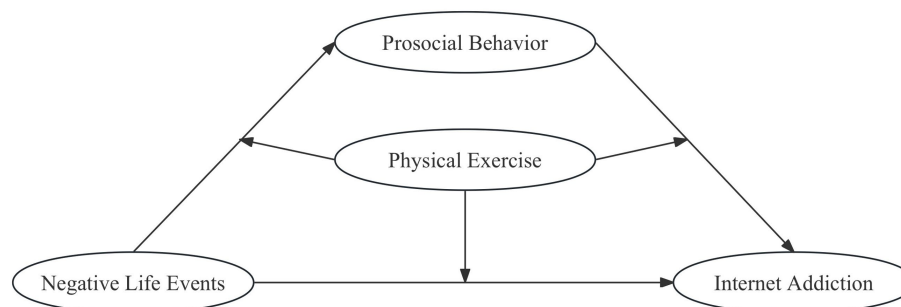 Prosocial Behavior
Physical Exercise
Negative Life Events
Internet Addiction